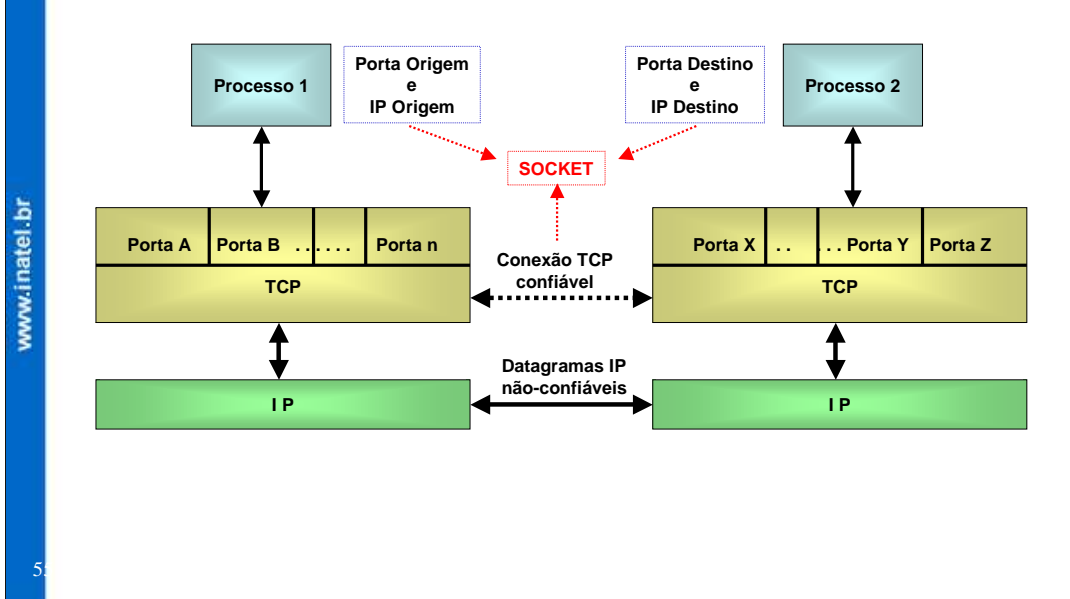 www.inatel.br
Processo 1
Porta Origem
e
IP Origem
Porta Destino
e
IP Destino
Processo 2
SOCKET
Porta A
Porta B
. . . . . .
Porta n
TCP
Conexão TCP
confiável
Porta X
. .
. . . Porta Y
Porta Z
TCP
Datagramas IP
não-confiáveis
I P
I P